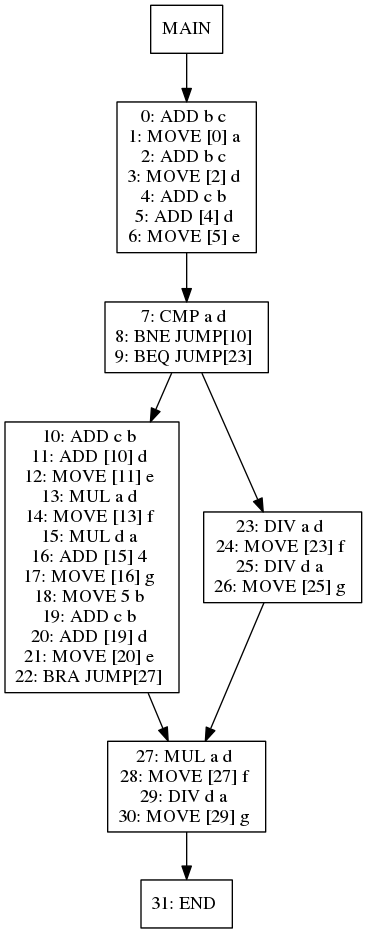 MAIN
0: ADD b c
1: MOVE [0] a
2: ADD b c
3: MOVE [2] d
4: ADD c b
5: ADD [4] d
6: MOVE [5] e
7: CMP a d
8: BNE JUMP[10]
9: BEQ JUMP[23]
10: ADD c b
11: ADD [10] d
12: MOVE [11] e
13: MUL a d
14: MOVE [13] f
15: MUL d a
16: ADD [15] 4
17: MOVE [16] g
18: MOVE 5 b
19: ADD c b
20: ADD [19] d
21: MOVE [20] e
22: BRA JUMP[27]
23: DIV a d
24: MOVE [23] f
25: DIV d a
26: MOVE [25] g
27: MUL a d
28: MOVE [27] f
29: DIV d a
30: MOVE [29] g
31: END